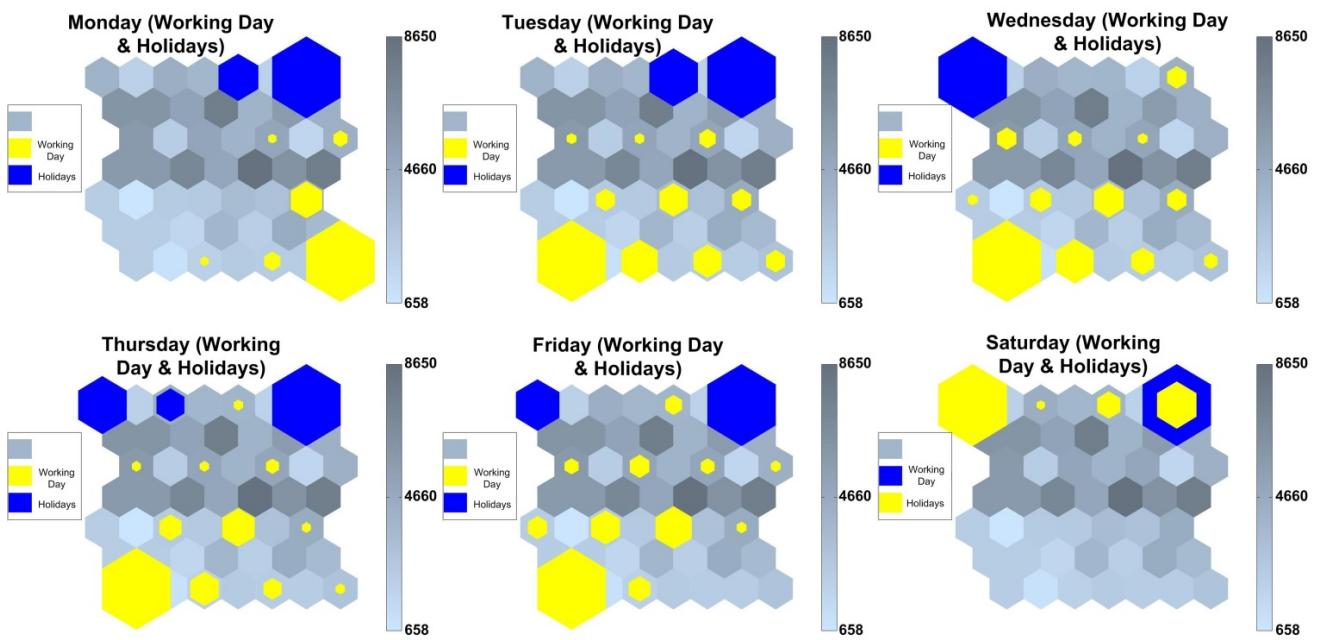 Monday (Working Day
& Holidays)
8650
4660
658
Working
Day
Holidays
Tuesday (Working Day
& Holidays)
8650
4660
658
Working
Day
Holidays
Wednesday (Working Day
& Holidays)
8650
4660
658
Working
Day
Holidays
Thursday (Working
Day & Holidays)
8650
4660
658
Working
Day
Holidays
Friday (Working Day
& Holidays)
8650
4660
658
Working
Day
Holidays
Saturday (Working
Day & Holidays)
8650
4660
658
Working
Day
Holidays